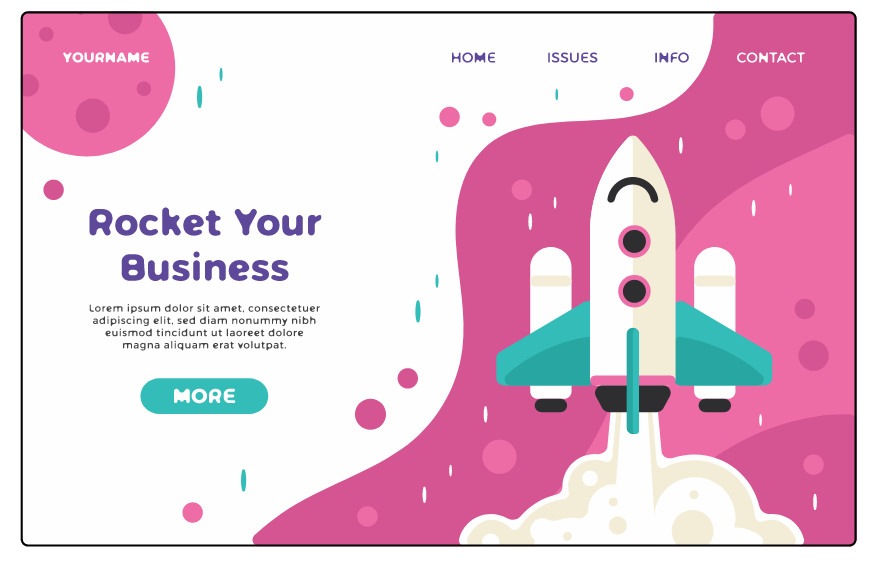 YOURNAME
HOME ISSUES INFO CONTACT
Rocket Your
Business
Lorem ipsum dolor sit amet, consectetuer
adipiscing elit, sed diam nonummy nibh
euismod tincidunt ut laoreet dolore
magna aliquam erat volutpat.
MORE